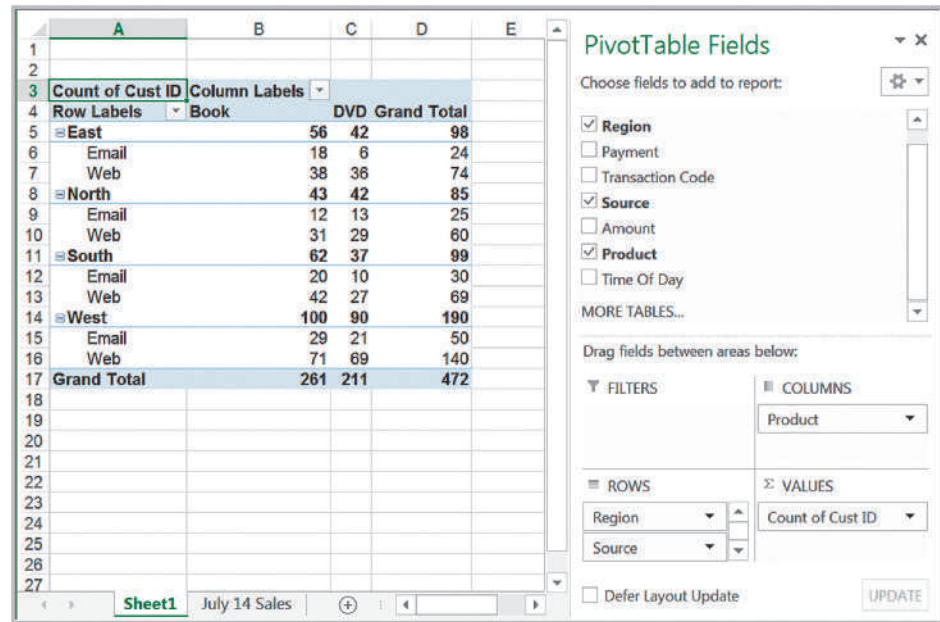 A B C D E
1
2
3 Count of Cust ID Column Labels
4 Row Labels Book DVD Grand Total
5 East 56 42 98
6 Email 18 6 24
7 Web 38 36 74
8 North 43 42 85
9 Email 12 13 25
10 Web 31 29 60
11 South 62 37 99
12 Email 20 10 30
13 Web 42 27 69
14 West 100 90 190
15 Email 29 21 50
16 Web 71 69 140
17 Grand Total 261 211 472
18
19
20
21
22
23
24
25
26
27
Sheet1 July 14 Sales
PivotTable Fields
Choose fields to add to report:
Region
Payment
Transaction Code
Source
Amount
Product
Time Of Day
MORE TABLES...
Drag fields between areas below:
FILTERS
COLUMNS
Product
ROWS
Region
Source
Σ VALUES
Count of Cust ID
Defer Layout Update
UPDATE